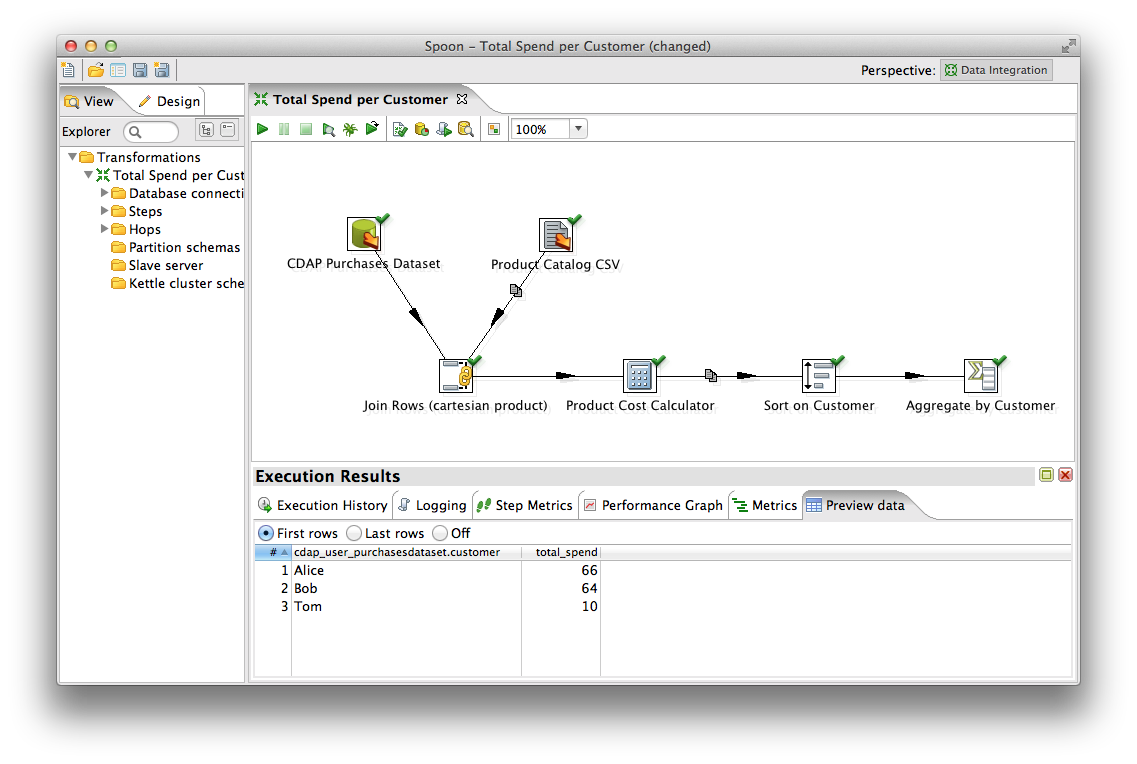 Spoon – Total Spend per Customer (changed)
Perspective: Data Integration
View Design
Explorer
Transformations
Total Spend per Cust
Database connecti
Steps
Hops
Partition schemas
Slave server
Kettle cluster sche
Total Spend per Customer
100%
CDAP Purchases Dataset
Product Catalog CSV
Join Rows (cartesian product)
Product Cost Calculator
Sort on Customer
Aggregate by Customer
Execution Results
Execution History Logging Step Metrics Performance Graph Metrics Preview data
First rows Last rows Off
# cdap_user_purchasesdataset.customer total_spend
1 Alice 66
2 Bob 64
3 Tom 10